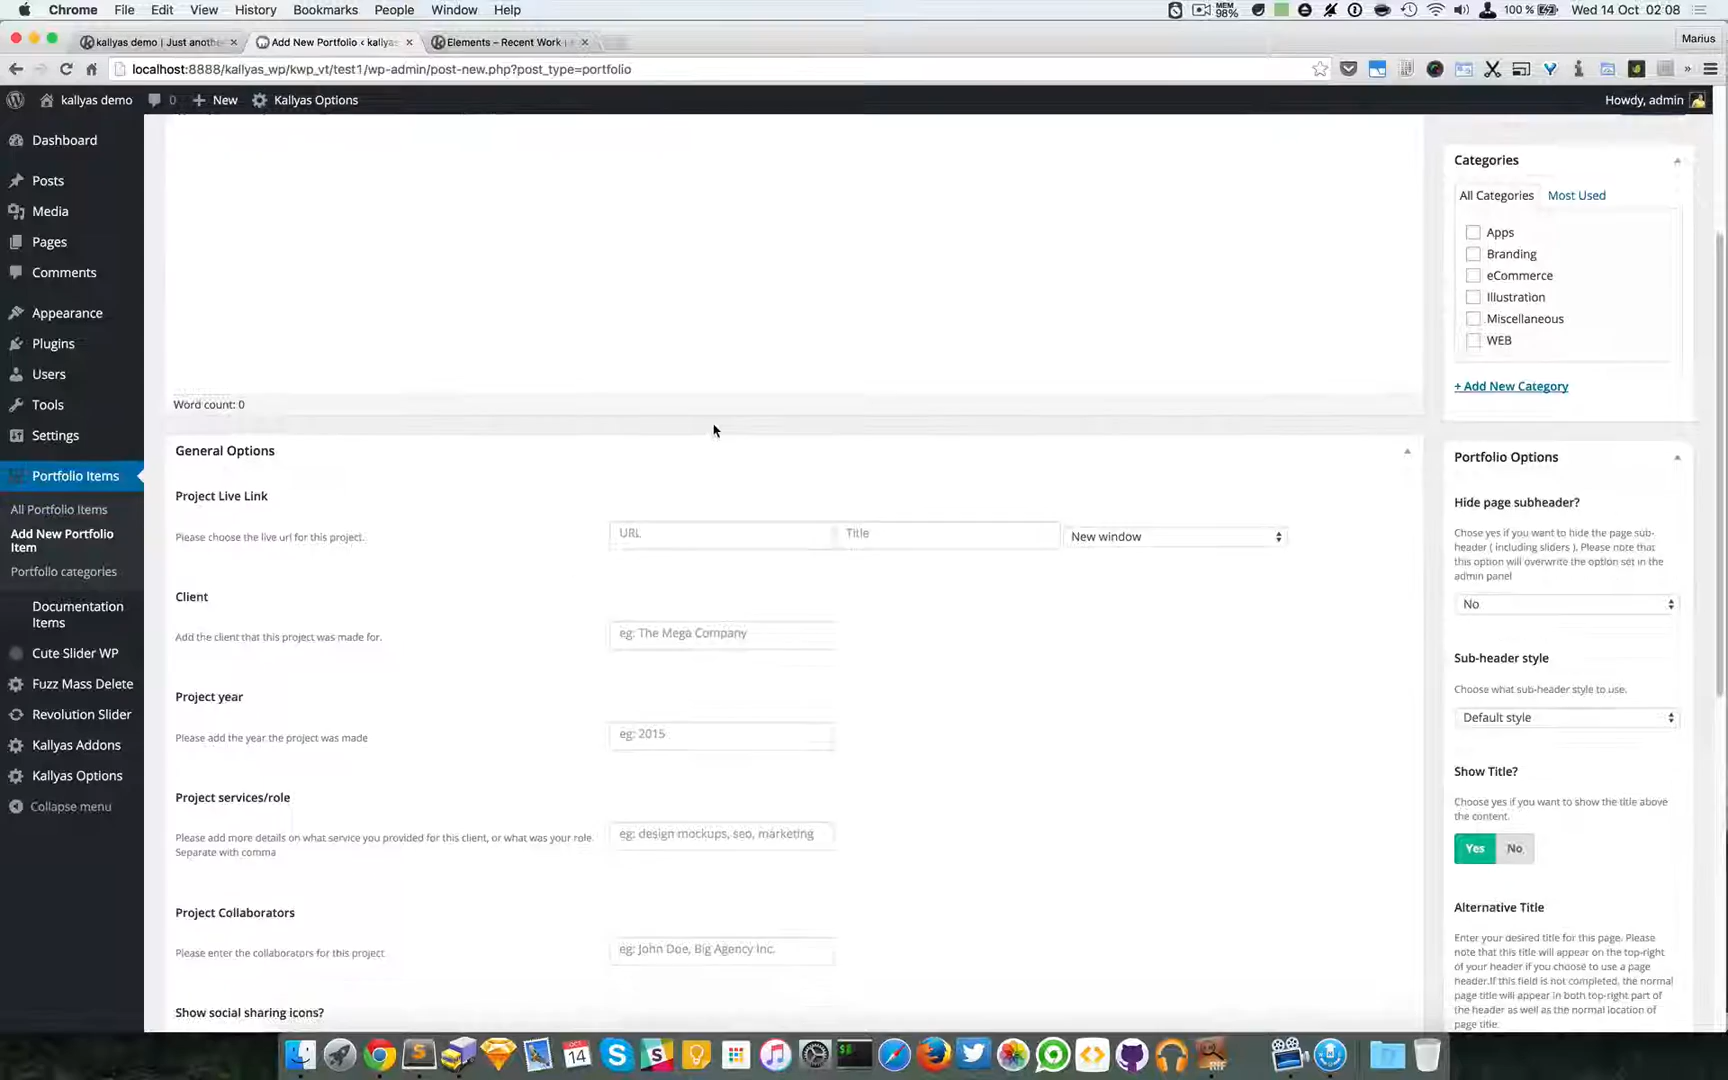 Chrome File Edit View History Bookmarks People Window Help MEM 98% 100% Wed 14 Oct 02:08
kallyas demo | Just anoth Add New Portfolio ‹ kallyas Elements – Recent Work | Marius
localhost:8888/kallyas_wp/kwp_vt/test1/wp-admin/post-new.php?post_type=portfolio
kallyas demo 0 New Kallyas Options Howdy, admin
Dashboard
Posts
Media
Pages
Comments
Appearance
Plugins
Users
Tools
Settings
Portfolio Items
All Portfolio Items
Add New Portfolio
Item
Portfolio categories
Documentation
Items
Cute Slider WP
Fuzz Mass Delete
Revolution Slider
Kallyas Addons
Kallyas Options
Collapse menu
Word count: 0
General Options
Project Live Link
Please choose the live url for this project.
URL Title New window
Client
Add the client that this project was made for.
eg: The Mega Company
Project year
Please add the year the project was made
eg: 2015
Project services/role
Please add more details on what service you provided for this client, or what was your role.
Separate with comma
eg: design mockups, seo, marketing
Project Collaborators
Please enter the collaborators for this project
eg: John Doe, Big Agency Inc.
Show social sharing icons?
Categories
All Categories Most Used
Apps
Branding
eCommerce
Illustration
Miscellaneous
WEB
+ Add New Category
Portfolio Options
Hide page subheader?
Chose yes if you want to hide the page sub-
header ( including sliders ). Please note that
this option will overwrite the option set in the
admin panel
No
Sub-header style
Choose what sub-header style to use.
Default style
Show Title?
Choose yes if you want to show the title above
the content.
Yes No
Alternative Title
Enter your desired title for this page. Please
note that this title will appear on the top-right
of your header if you choose to use a page
header.If this field is not completed, the normal
page title will appear in both top-right part of
the header as well as the normal location of
page title.
OCT
14
GIF